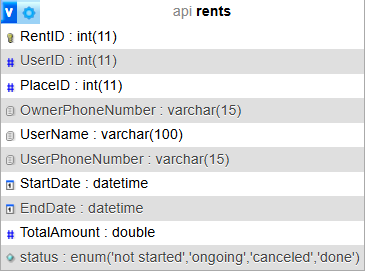 v api rents
RentID : int(11)
# UserID : int(11)
# PlaceID : int(11)
OwnerPhoneNumber : varchar(15)
UserName : varchar(100)
UserPhoneNumber : varchar(15)
StartDate : datetime
EndDate : datetime
# TotalAmount : double
status : enum('not started','ongoing','canceled','done')